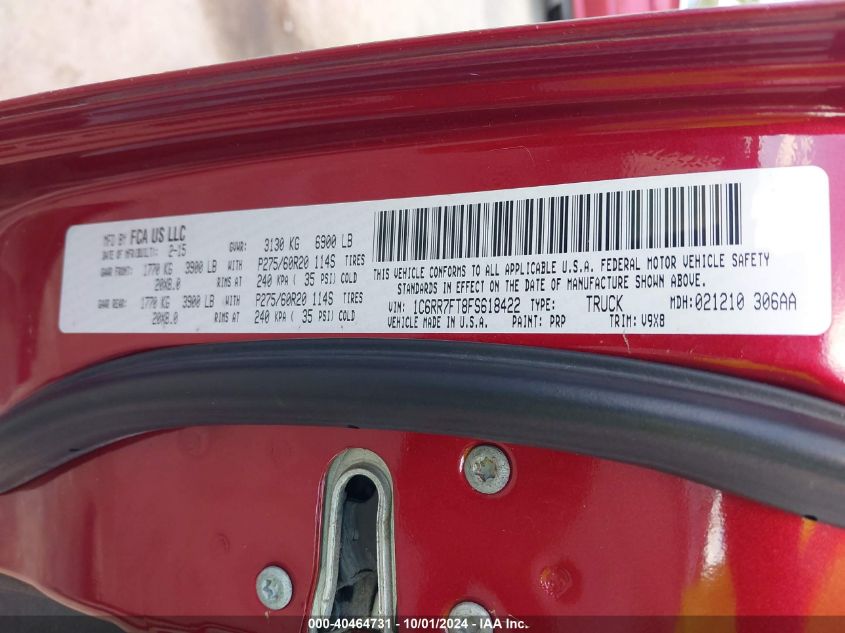 MFD BY FCA US LLC
DATE OF MFR(BUILT): 2-15 GVWR: 3130 KG 6900 LB
GAWR FRONT: 1770 KG 3900 LB WITH P275/60R20 114S TIRES
20X8.0 RIMS AT 240 KPA ( 35 PSI) COLD
GAWR REAR: 1770 KG 3900 LB WITH P275/60R20 114S TIRES
20X8.0 RIMS AT 240 KPA ( 35 PSI) COLD
THIS VEHICLE CONFORMS TO ALL APPLICABLE U.S.A. FEDERAL MOTOR VEHICLE SAFETY
STANDARDS IN EFFECT ON THE DATE OF MANUFACTURE SHOWN ABOVE.
VIN: 1C6RR7FT8FS618422 TYPE: TRUCK MDH:021210 306AA
VEHICLE MADE IN U.S.A. PAINT: PRP TRIM: V9X8
000-40464731 - 10/01/2024 - IAA Inc.